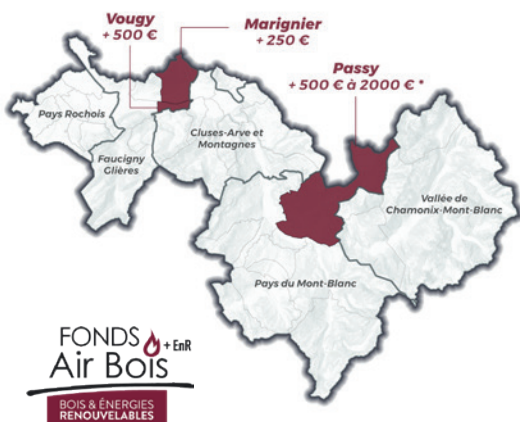 Vougy
+ 500 €
Marignier
+ 250 €
Passy
+ 500 € à 2000 € *
Pays Rochois
Cluses-Arve et
Montagnes
Faucigny
Glières
Vallée de
Chamonix-Mont-Blanc
Pays du Mont-Blanc
FONDS
+ EnR
Air Bois
BOIS & ÉNERGIES
RENOUVELABLES